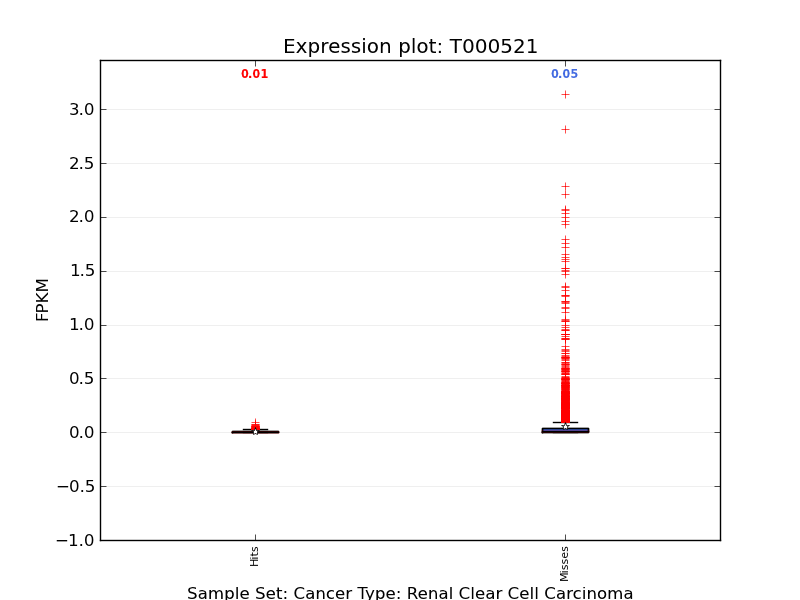 Expression plot: T000521
0.01
0.05
3.0
2.5
2.0
1.5
1.0
0.5
0.0
−0.5
−1.0
FPKM
Hits
Misses
Sample Set: Cancer Type: Renal Clear Cell Carcinoma